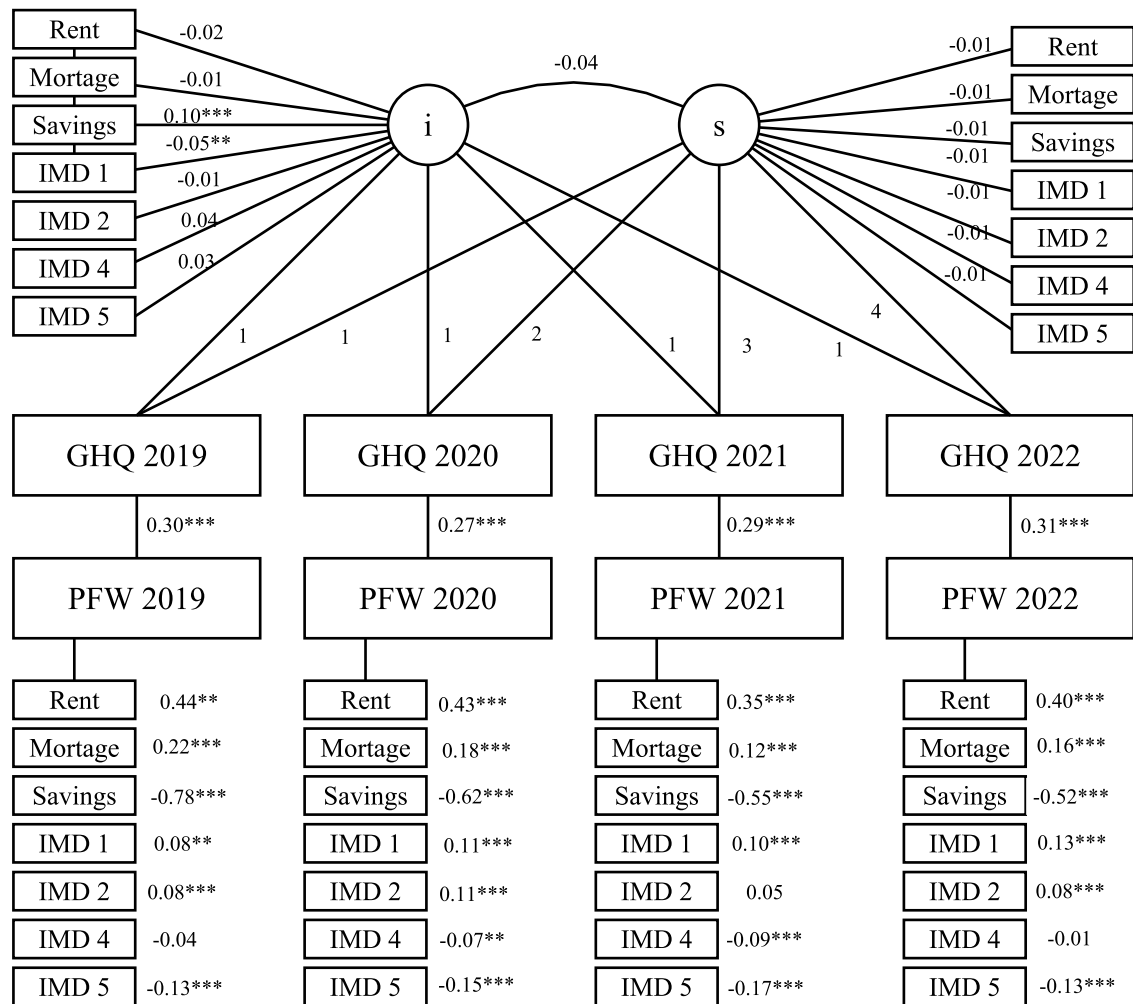 Rent
Mortage
Savings
IMD 1
IMD 2
IMD 4
IMD 5
-0.02
-0.01
0.10***
-0.05**
-0.01
0.04
0.03
i
-0.04
s
-0.01
-0.01
-0.01
-0.01
-0.01
-0.01
-0.01
Rent
Mortage
Savings
IMD 1
IMD 2
IMD 4
IMD 5
1
1
1
2
1
3
1
4
GHQ 2019
GHQ 2020
GHQ 2021
GHQ 2022
0.30***
0.27***
0.29***
0.31***
PFW 2019
PFW 2020
PFW 2021
PFW 2022
Rent 0.44**
Mortage 0.22***
Savings -0.78***
IMD 1 0.08**
IMD 2 0.08***
IMD 4 -0.04
IMD 5 -0.13***
Rent 0.43***
Mortage 0.18***
Savings -0.62***
IMD 1 0.11***
IMD 2 0.11***
IMD 4 -0.07**
IMD 5 -0.15***
Rent 0.35***
Mortage 0.12***
Savings -0.55***
IMD 1 0.10***
IMD 2 0.05
IMD 4 -0.09***
IMD 5 -0.17***
Rent 0.40***
Mortage 0.16***
Savings -0.52***
IMD 1 0.13***
IMD 2 0.08***
IMD 4 -0.01
IMD 5 -0.13***